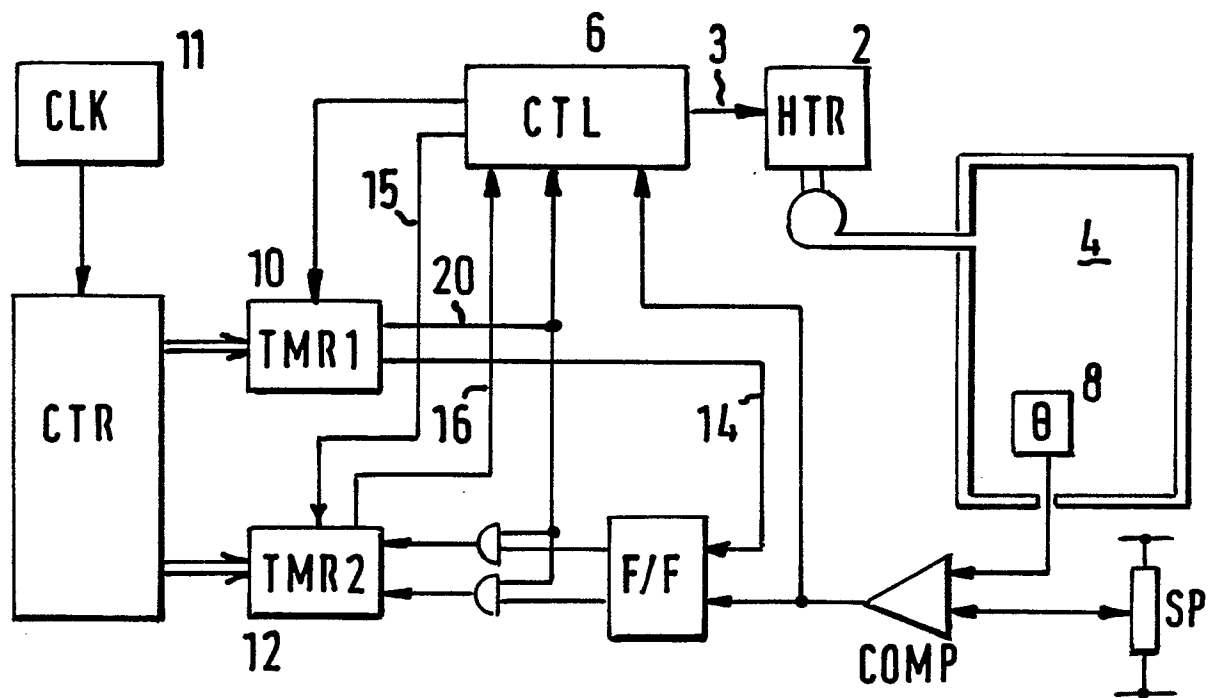 11
6
3
2
CLK
CTL
HTR
15
4
10
20
TMR1
8
CTR
16
14
θ
TMR2
F/F
SP
12
COMP